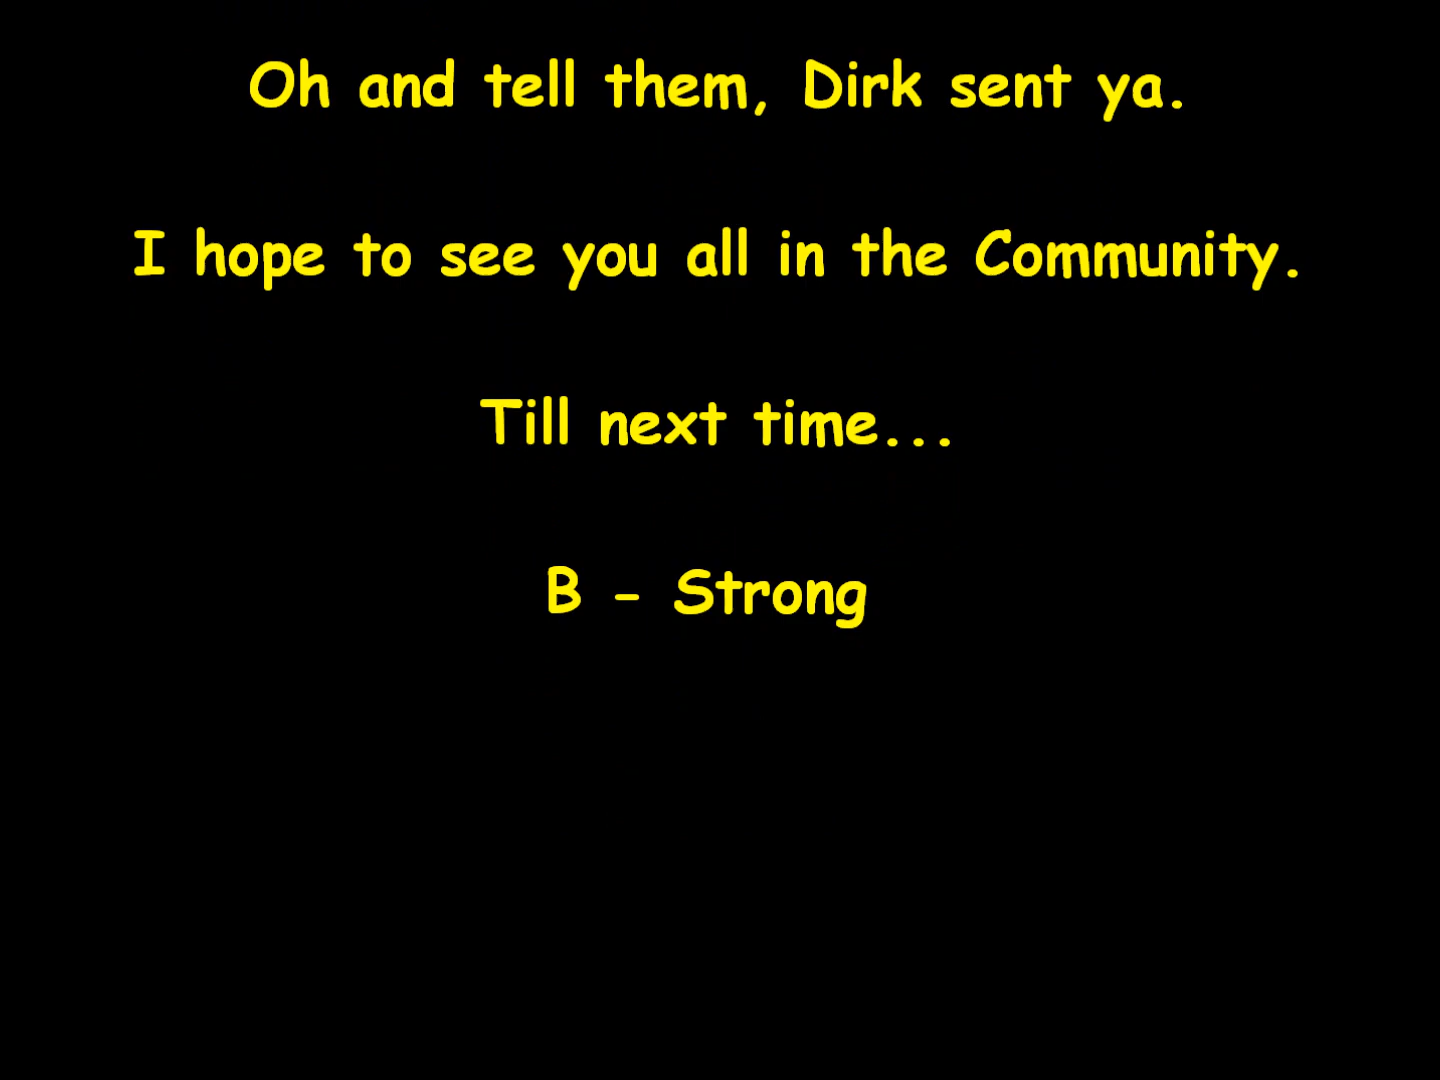 Oh and tell them, Dirk sent ya.
I hope to see you all in the Community.
Till next time...
B - Strong